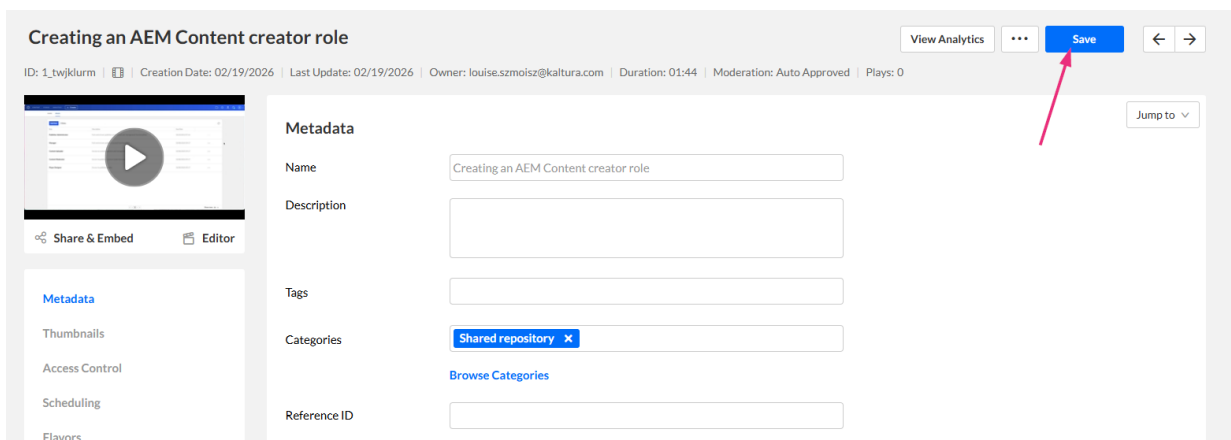 Creating an AEM Content creator role
View Analytics
•••
Save
ID: 1_twjklurm | Creation Date: 02/19/2026 | Last Update: 02/19/2026 | Owner: louise.szmoisz@kaltura.com | Duration: 01:44 | Moderation: Auto Approved | Plays: 0
Jump to
Metadata
Name
Creating an AEM Content creator role
Description
Share & Embed
Editor
Tags
Metadata
Thumbnails
Categories
Shared repository
Access Control
Browse Categories
Scheduling
Reference ID
Flavors